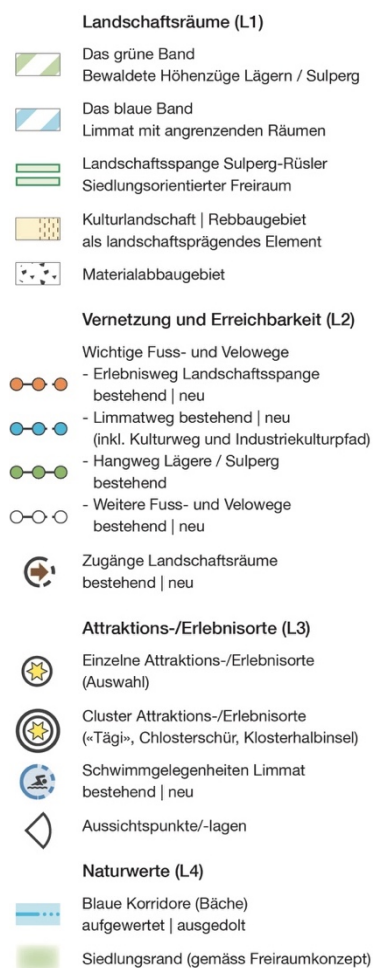 Landschaftsräume (L1)
Das grüne Band
Bewaldete Höhenzüge Lägern / Sulperg
Das blaue Band
Limmat mit angrenzenden Räumen
Landschaftsspange Sulperg-Rüsler
Siedlungsorientierter Freiraum
Kulturlandschaft | Rebbaugebiet
als landschaftsprägendes Element
Materialabbaugebiet
Vernetzung und Erreichbarkeit (L2)
Wichtige Fuss- und Velowege
- Erlebnisweg Landschaftsspange
bestehend | neu
- Limmatweg bestehend | neu
(inkl. Kulturweg und Industriekulturpfad)
- Hangweg Lägere / Sulperg
bestehend
- Weitere Fuss- und Velowege
bestehend | neu
Zugänge Landschaftsräume
bestehend | neu
Attraktions-/Erlebnisorte (L3)
Einzelne Attraktions-/Erlebnisorte
(Auswahl)
Cluster Attraktions-/Erlebnisorte
(«Tägi», Chlosterschür, Klosterhalbinsel)
Schwimmgelegenheiten Limmat
bestehend | neu
Aussichtspunkte/-lagen
Naturwerte (L4)
Blaue Korridore (Bäche)
aufgewertet | ausgedolt
Siedlungsrand (gemäss Freiraumkonzept)